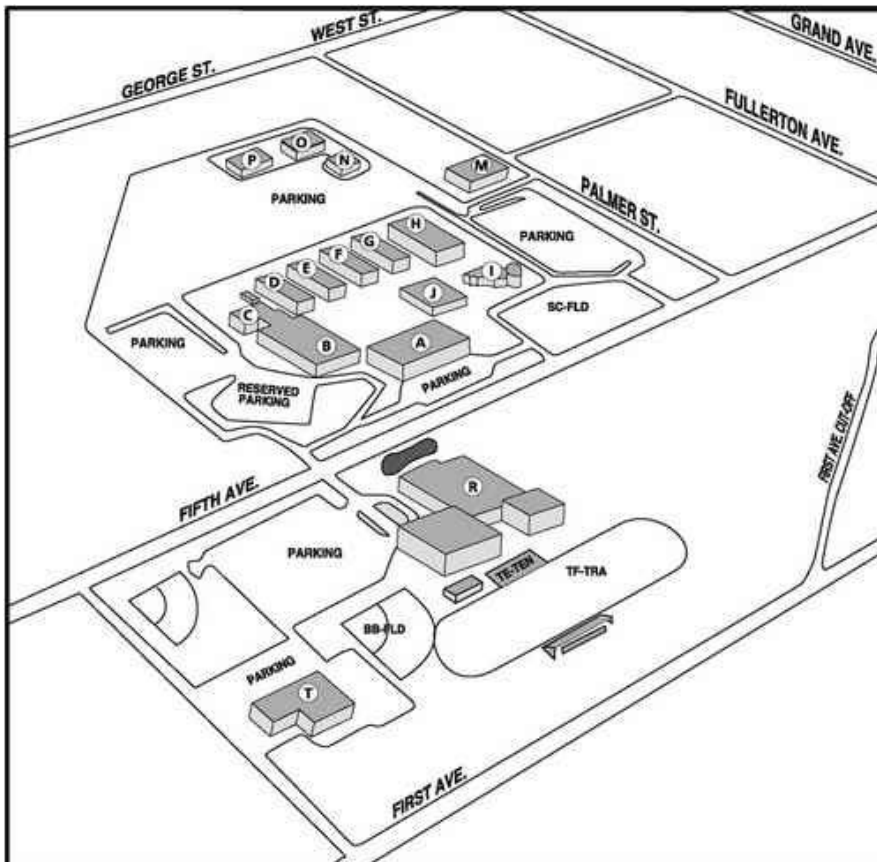 GRAND AVE.
WEST ST.
GEORGE ST.
FULLERTON AVE.
O
P
N
M
PALMER ST.
PARKING
H
PARKING
G
F
E
I
D
J
SC-FLD
C
B
A
PARKING
PARKING
RESERVED
PARKING
FIRST AVE. CUT-OFF
R
FIFTH AVE.
PARKING
TE-TEN
TF-TRA
BB-FLD
PARKING
T
FIRST AVE.